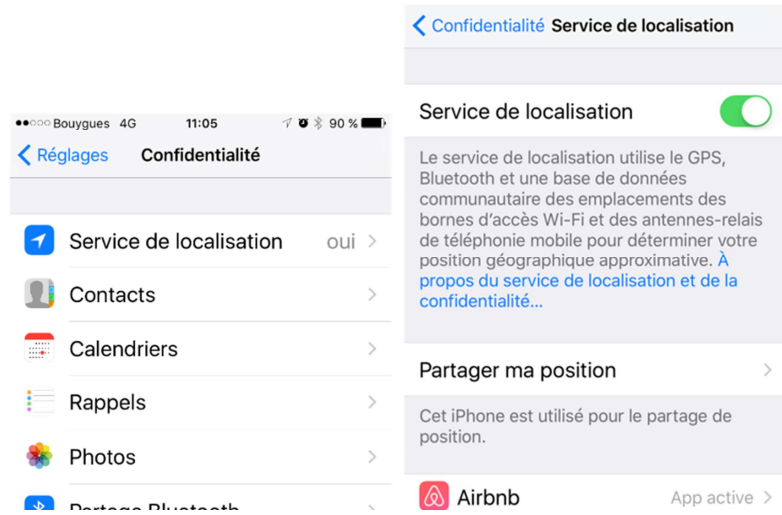 Bouygues 4G 11:05 90 %
Réglages Confidentialité
Service de localisation oui
Contacts
Calendriers
Rappels
Photos
Partage Bluetooth
Confidentialité Service de localisation
Service de localisation
Le service de localisation utilise le GPS,
Bluetooth et une base de données
communautaire des emplacements des
bornes d’accès Wi-Fi et des antennes-relais
de téléphonie mobile pour déterminer votre
position géographique approximative. À
propos du service de localisation et de la
confidentialité...
Partager ma position
Cet iPhone est utilisé pour le partage de
position.
Airbnb App active